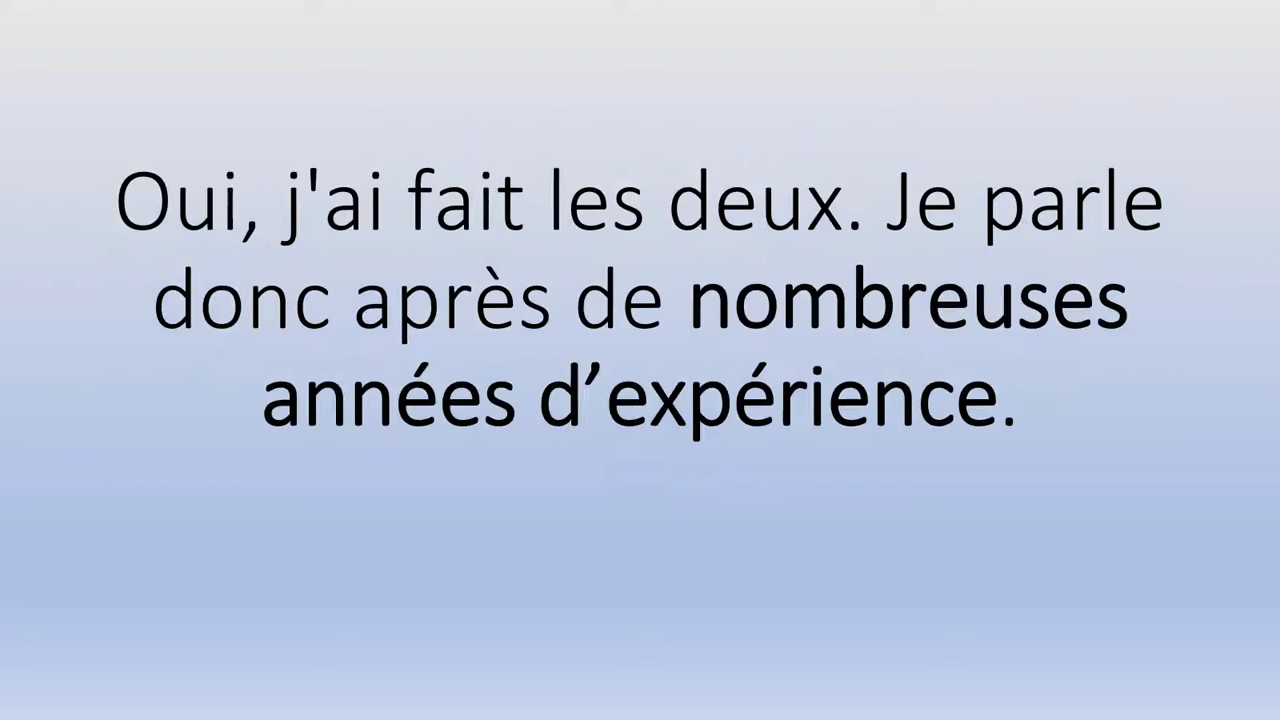 Oui, j'ai fait les deux. Je parle
donc après de nombreuses
années d’expérience.